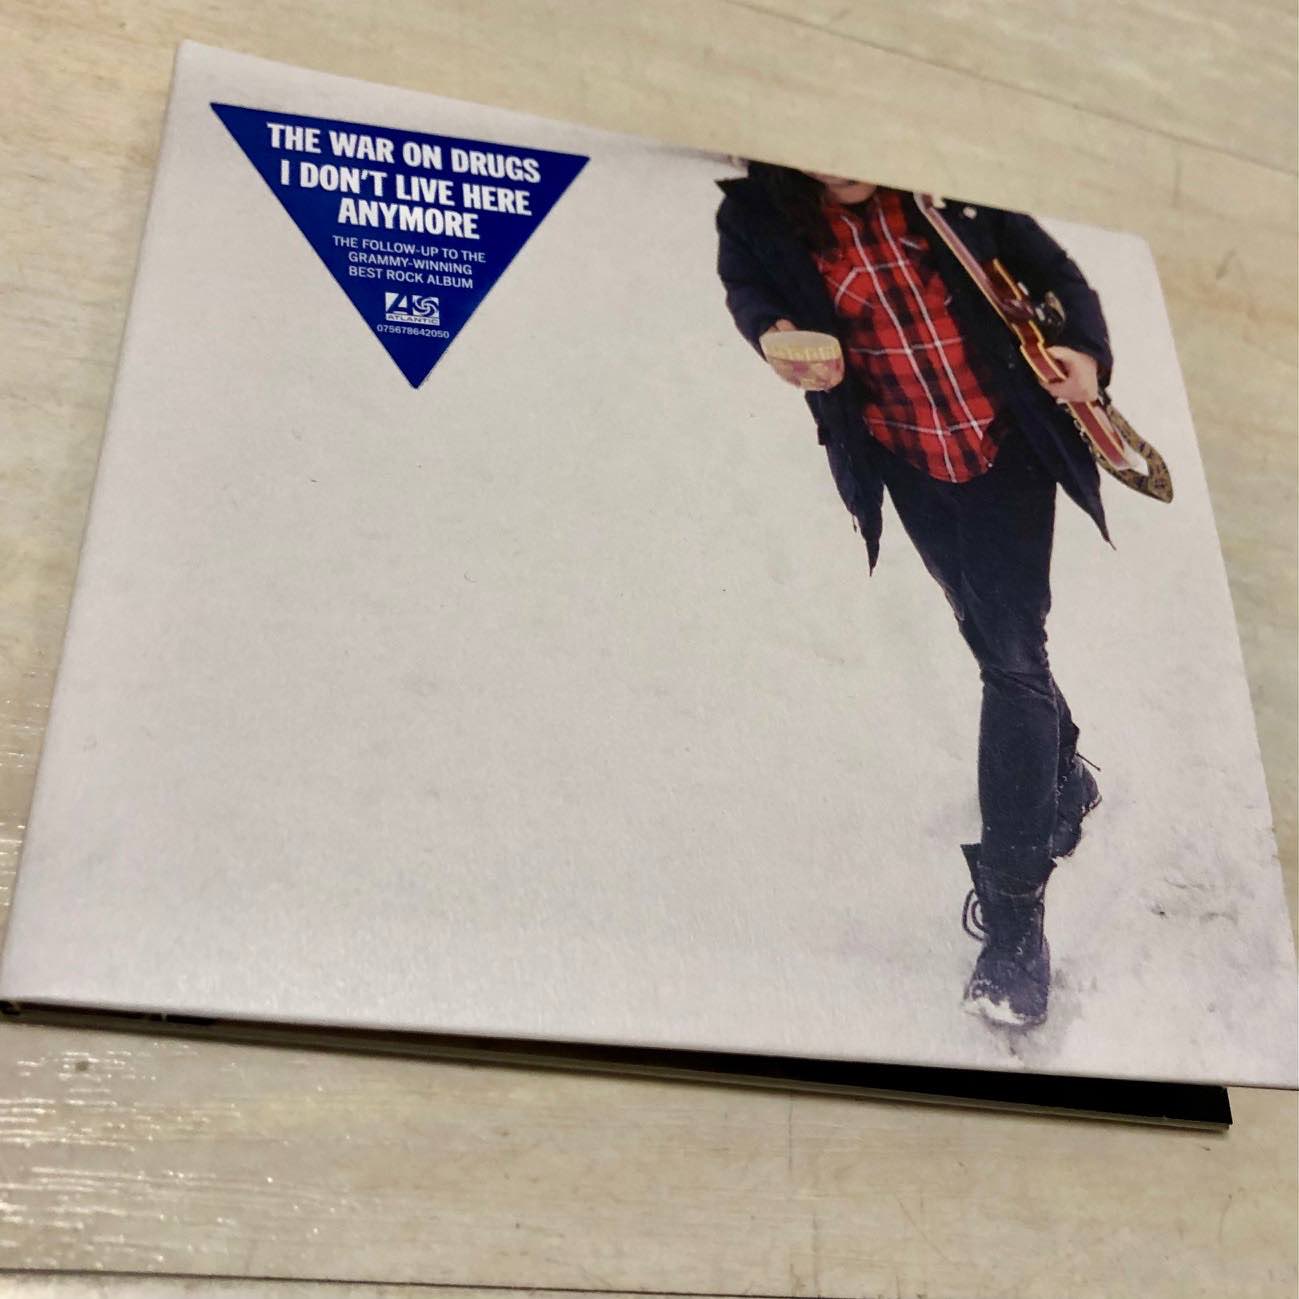 THE WAR ON DRUGS
I DON'T LIVE HERE
ANYMORE
THE FOLLOW-UP TO THE
GRAMMY-WINNING
BEST ROCK ALBUM
ATLANTIC
075678642050